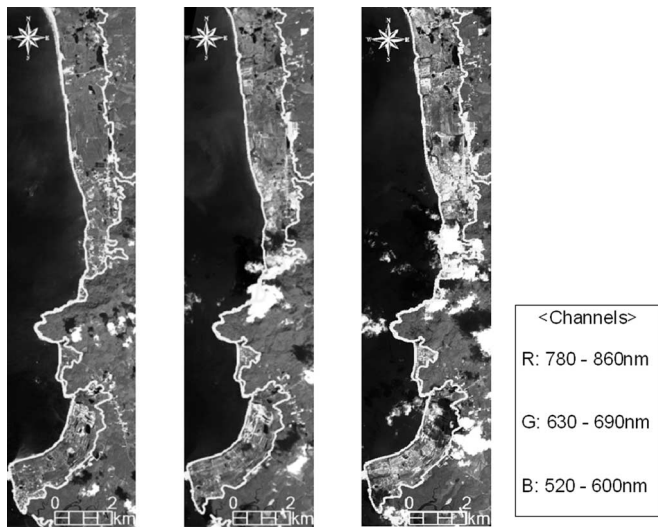 N
W E
S
N
W E
S
N
W E
S
0 2
km
0 2
km
0 2
km
<Channels>
R: 780 - 860nm
G: 630 - 690nm
B: 520 - 600nm